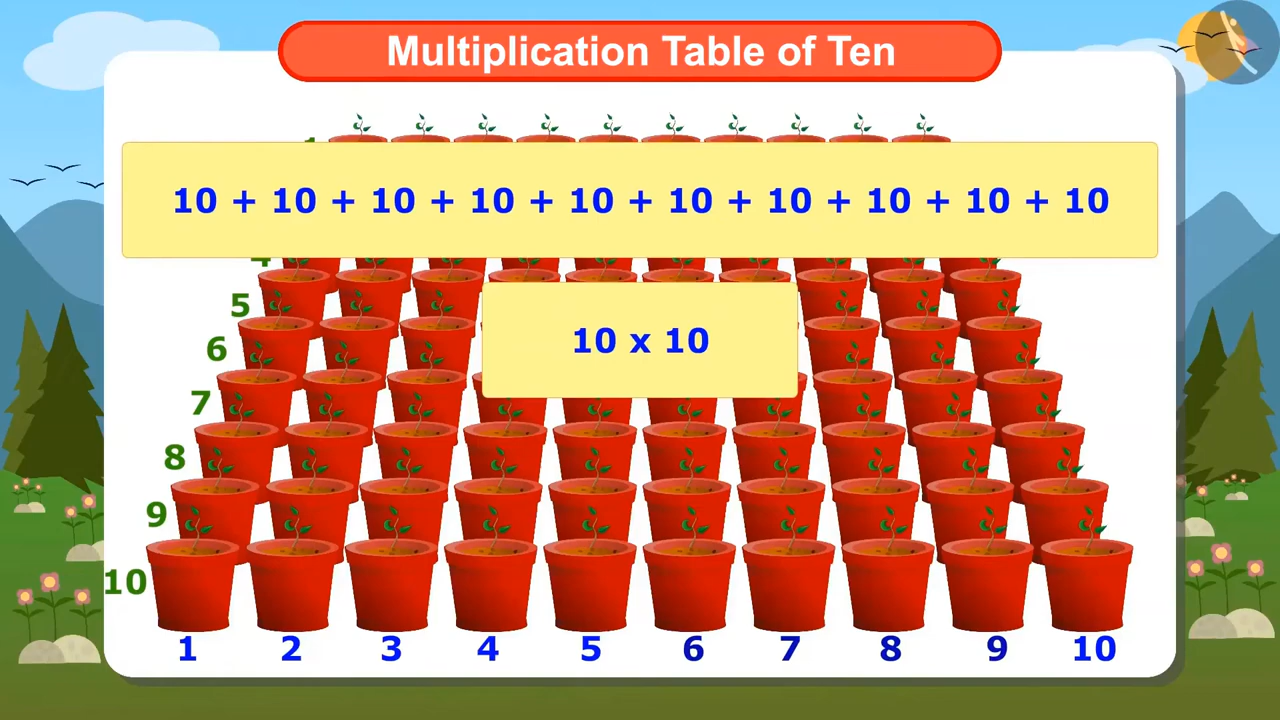 Multiplication Table of Ten
10 + 10 + 10 + 10 + 10 + 10 + 10 + 10 + 10 + 10
5
10 x 10
6
7
8
9
10
1 2 3 4 5 6 7 8 9 10